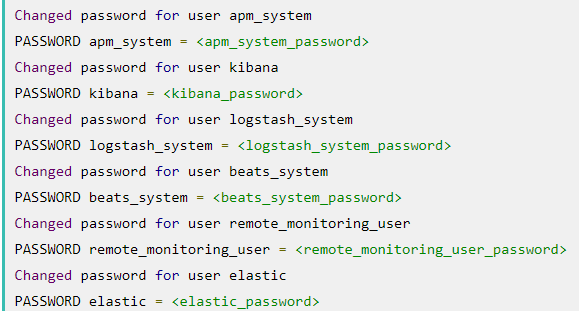 Changed password for user apm_system
PASSWORD apm_system = <apm_system_password>
Changed password for user kibana
PASSWORD kibana = <kibana_password>
Changed password for user logstash_system
PASSWORD logstash_system = <logstash_system_password>
Changed password for user beats_system
PASSWORD beats_system = <beats_system_password>
Changed password for user remote_monitoring_user
PASSWORD remote_monitoring_user = <remote_monitoring_user_password>
Changed password for user elastic
PASSWORD elastic = <elastic_password>